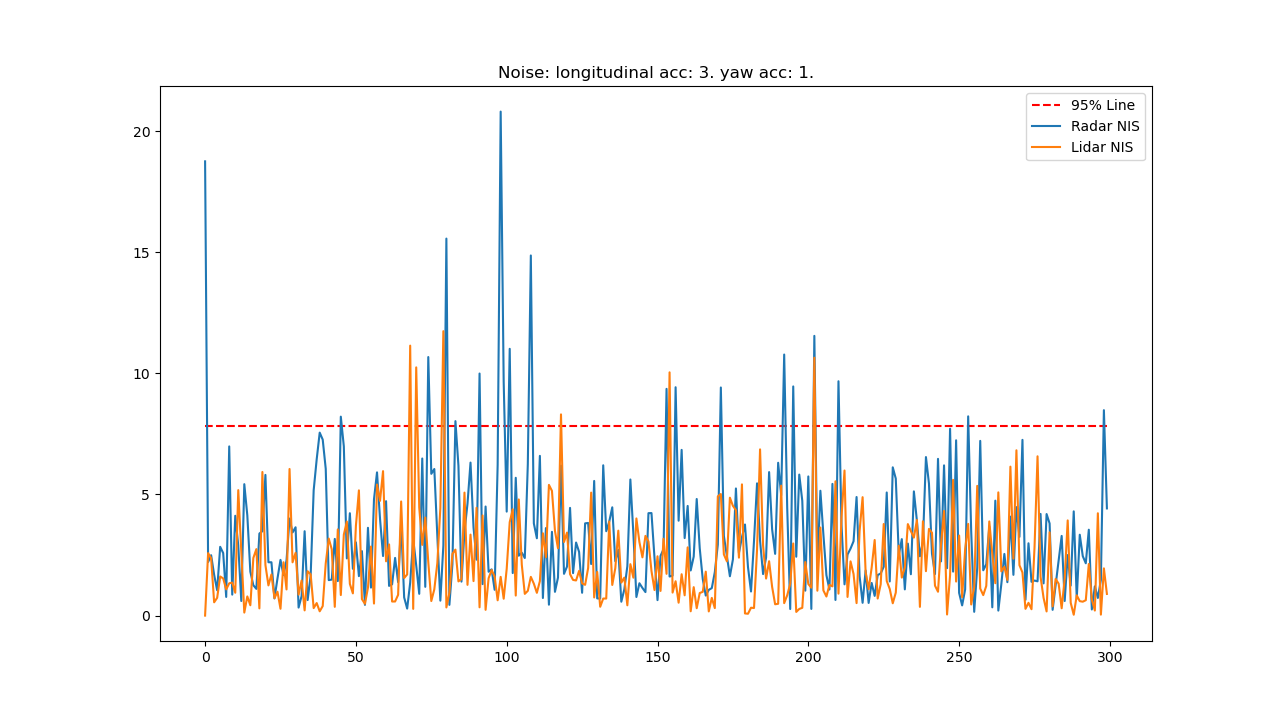 Noise: longitudinal acc: 3. yaw acc: 1.
95% Line
Radar NIS
Lidar NIS
20
15
10
5
0
0 50 100 150 200 250 300